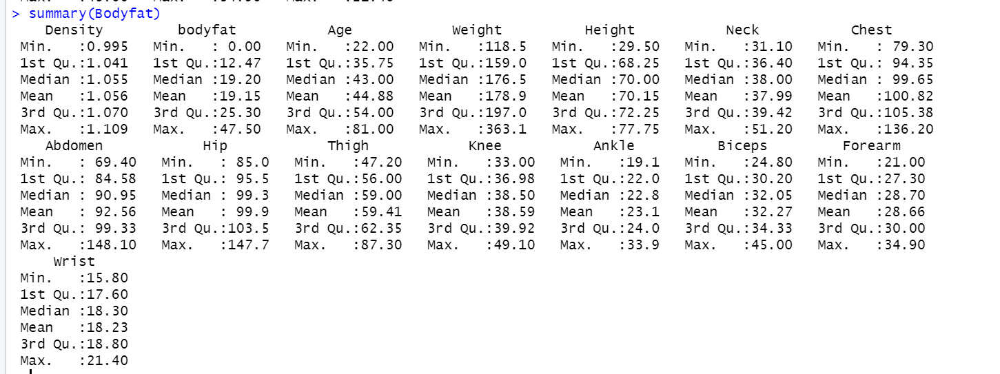 > summary(Bodyfat)
Density bodyfat Age Weight Height Neck Chest
Min. :0.995 Min. : 0.00 Min. :22.00 Min. :118.5 Min. :29.50 Min. :31.10 Min. : 79.30
1st Qu.:1.041 1st Qu.:12.47 1st Qu.:35.75 1st Qu.:159.0 1st Qu.:68.25 1st Qu.:36.40 1st Qu.: 94.35
Median :1.055 Median :19.20 Median :43.00 Median :176.5 Median :70.00 Median :38.00 Median : 99.65
Mean :1.056 Mean :19.15 Mean :44.88 Mean :178.9 Mean :70.15 Mean :37.99 Mean :100.82
3rd Qu.:1.070 3rd Qu.:25.30 3rd Qu.:54.00 3rd Qu.:197.0 3rd Qu.:72.25 3rd Qu.:39.42 3rd Qu.:105.38
Max. :1.109 Max. :47.50 Max. :81.00 Max. :363.1 Max. :77.75 Max. :51.20 Max. :136.20
Abdomen Hip Thigh Knee Ankle Biceps Forearm
Min. : 69.40 Min. : 85.0 Min. :47.20 Min. :33.00 Min. :19.1 Min. :24.80 Min. :21.00
1st Qu.: 84.58 1st Qu.: 95.5 1st Qu.:56.00 1st Qu.:36.98 1st Qu.:22.0 1st Qu.:30.20 1st Qu.:27.30
Median : 90.95 Median : 99.3 Median :59.00 Median :38.50 Median :22.8 Median :32.05 Median :28.70
Mean : 92.56 Mean : 99.9 Mean :59.41 Mean :38.59 Mean :23.1 Mean :32.27 Mean :28.66
3rd Qu.: 99.33 3rd Qu.:103.5 3rd Qu.:62.35 3rd Qu.:39.92 3rd Qu.:24.0 3rd Qu.:34.33 3rd Qu.:30.00
Max. :148.10 Max. :147.7 Max. :87.30 Max. :49.10 Max. :33.9 Max. :45.00 Max. :34.90
Wrist
Min. :15.80
1st Qu.:17.60
Median :18.30
Mean :18.23
3rd Qu.:18.80
Max. :21.40